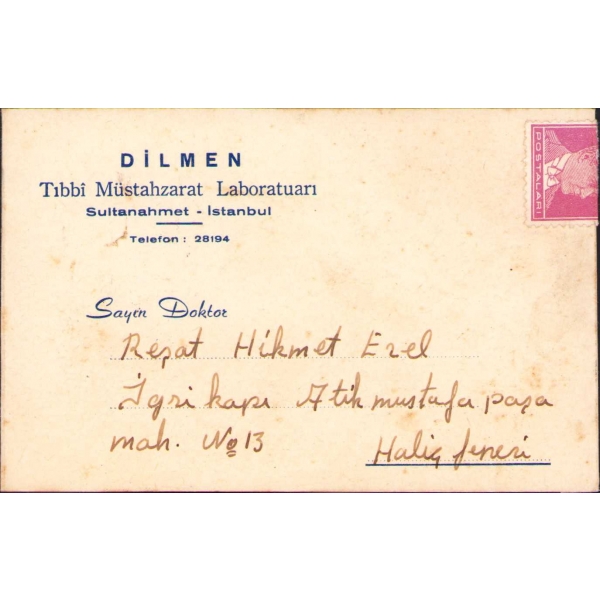 DİLMEN
Tıbbî Müstahzarat Laboratuarı
Sultanahmet - İstanbul
Telefon : 28194
POSTALARI
Sayın Doktor
Reşat Hikmet Erel
İgri kapı Atik mustafa paşa
mah. No 13 Haliç feneri